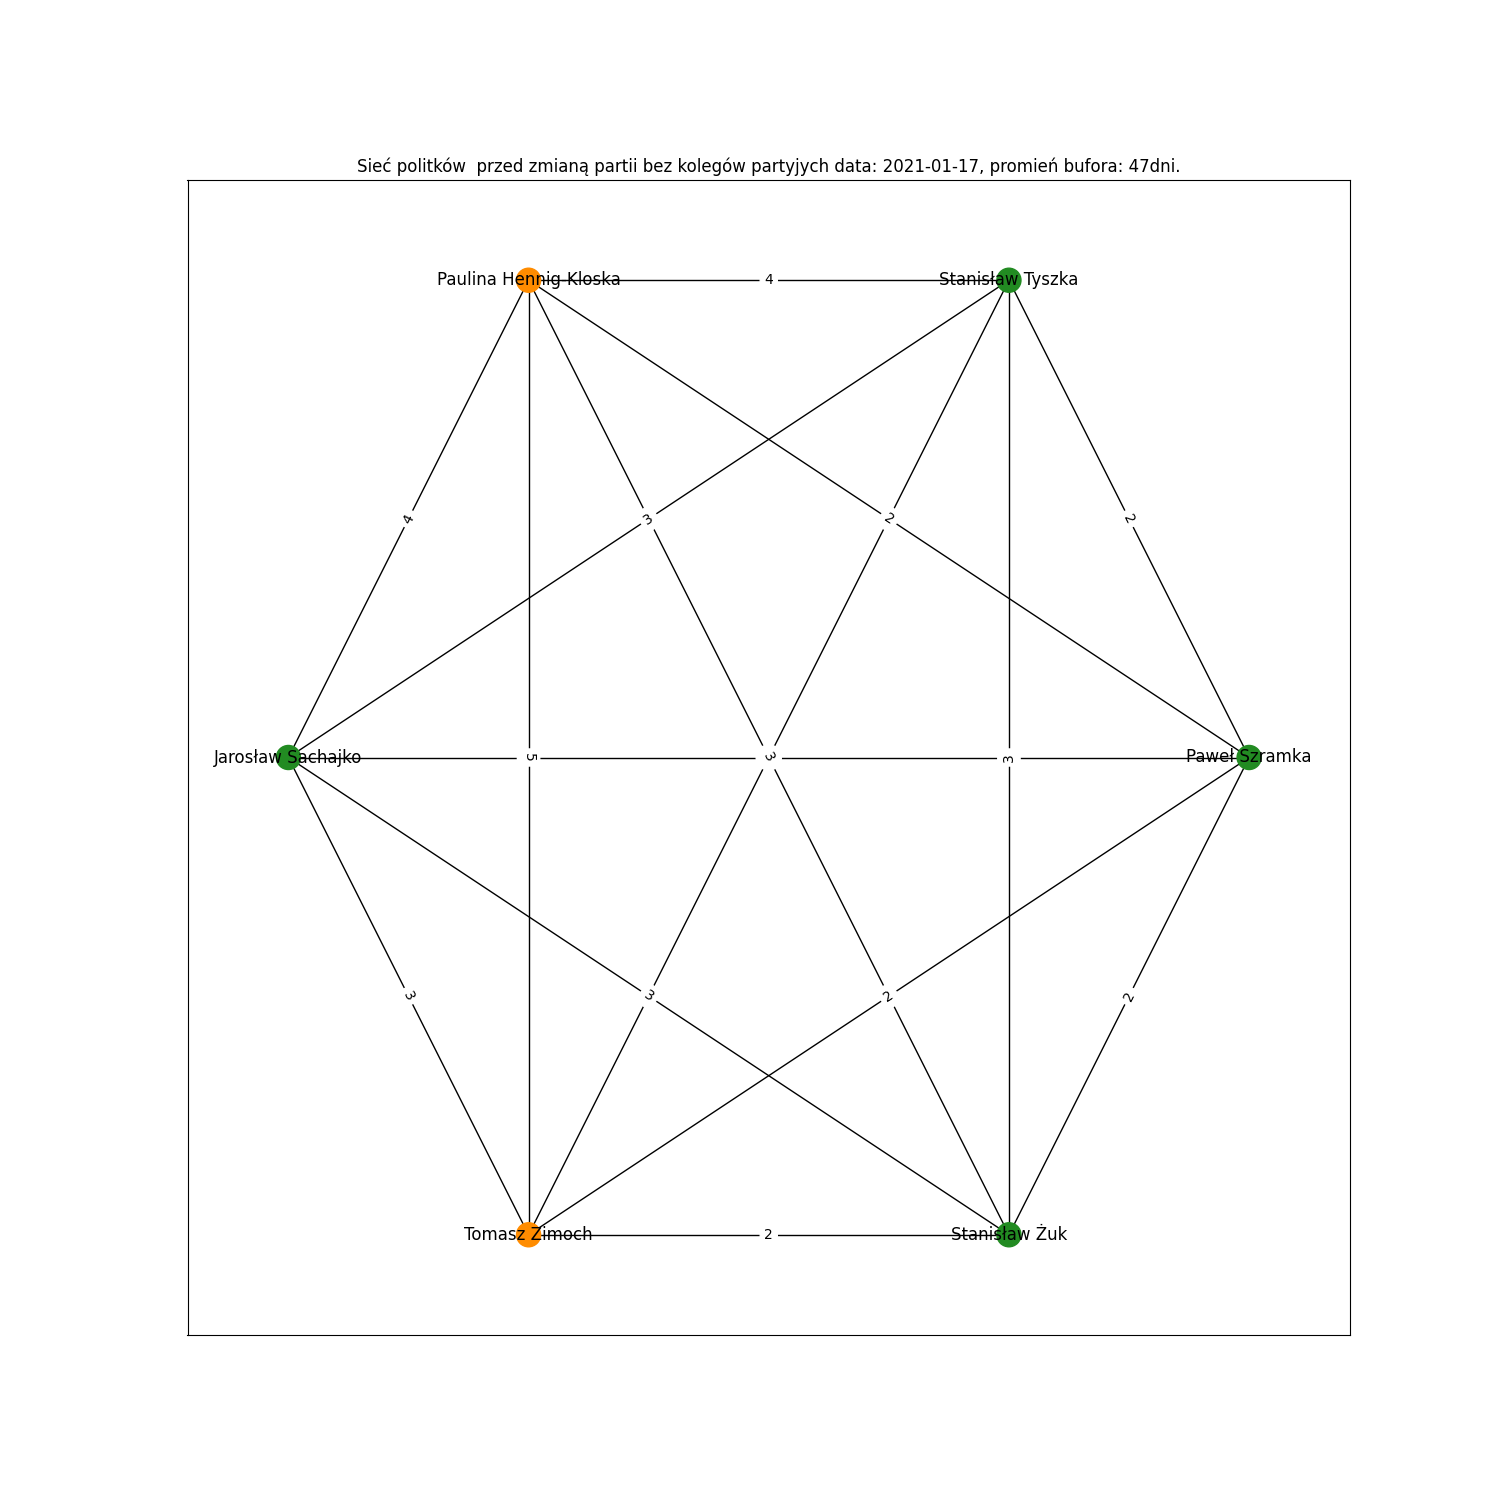 Sieć politków  przed zmianą partii bez kolegów partyjych data: 2021-01-17, promień bufora: 47dni.
Paulina Hennig-Kloska
4
Stanisław Tyszka
4
3
2
2
Jarosław Sachajko
5
3
3
Paweł Szramka
3
3
2
2
Tomasz Zimoch
2
Stanisław Żuk